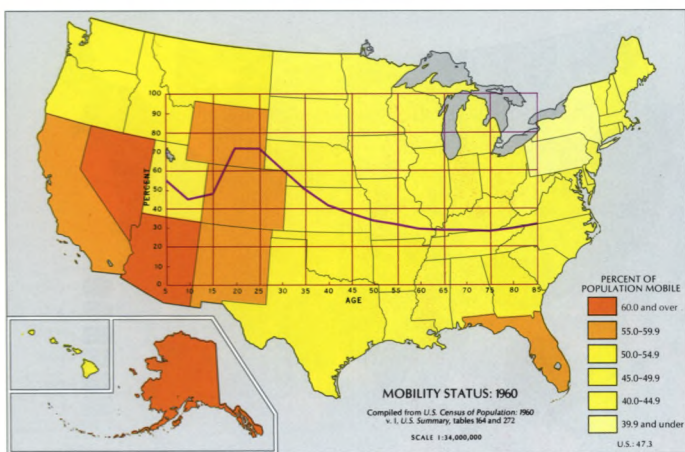 100
90
80
70
60
50
40
30
20
10
0
PERCENT
5 10 15 20 25 30 35 40 45 50 55 60 65 70 75 80 85
AGE
PERCENT OF
POPULATION MOBILE
60.0 and over
55.0–59.9
50.0–54.9
45.0–49.9
40.0–44.9
39.9 and under
U.S.: 47.3
MOBILITY STATUS: 1960
Compiled from U.S. Census of Population: 1960
v. I, U.S. Summary, tables 164 and 272
SCALE 1:34,000,000